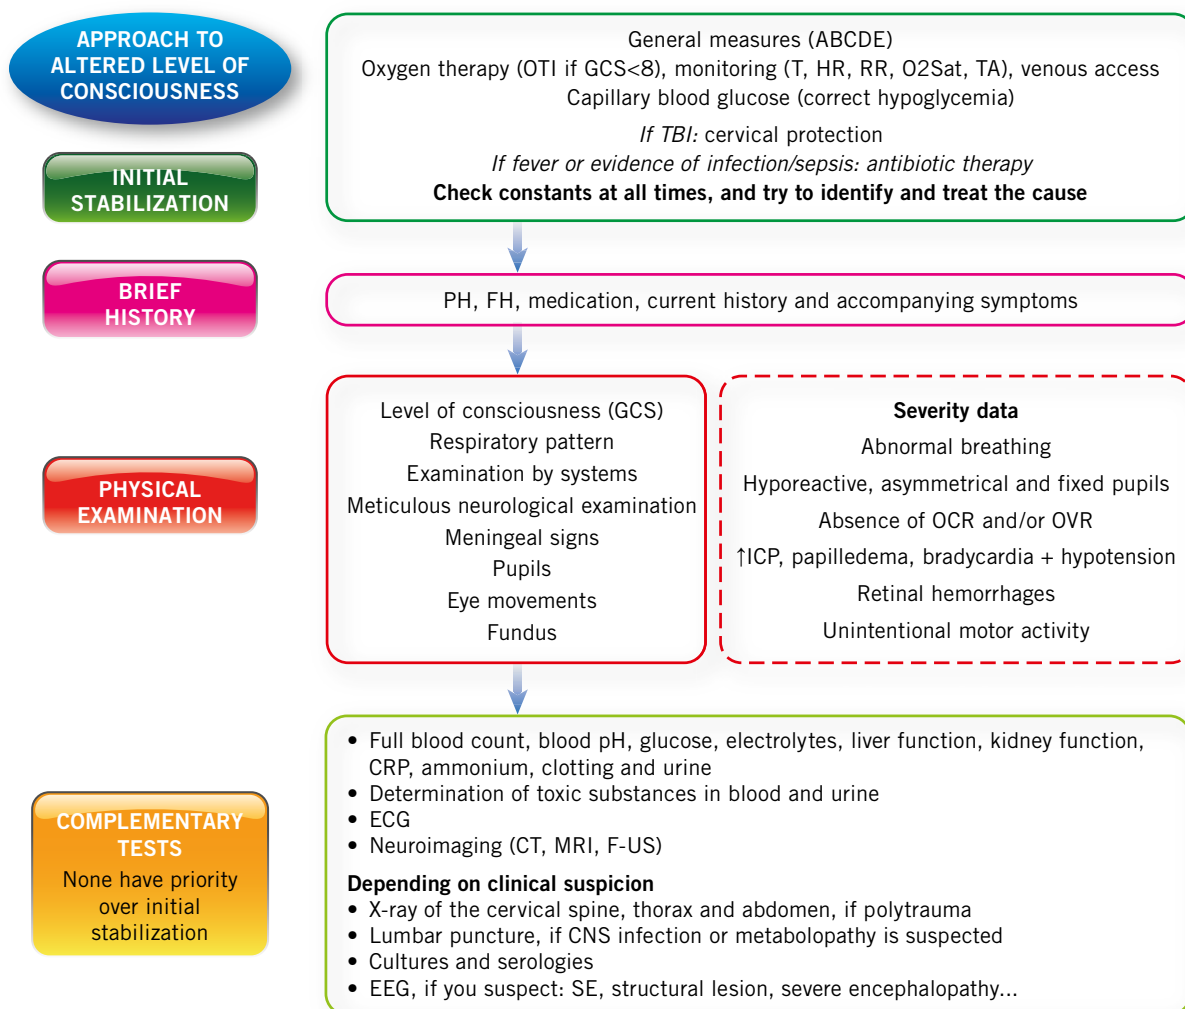 APPROACH TO
ALTERED LEVEL OF
CONSCIOUSNESS
General measures (ABCDE)
Oxygen therapy (OTI if GCS<8), monitoring (T, HR, RR, O2Sat, TA), venous access
Capillary blood glucose (correct hypoglycemia)
If TBI: cervical protection
If fever or evidence of infection/sepsis: antibiotic therapy
Check constants at all times, and try to identify and treat the cause
INITIAL
STABILIZATION
BRIEF
HISTORY
PH, FH, medication, current history and accompanying symptoms
PHYSICAL
EXAMINATION
Level of consciousness (GCS)
Respiratory pattern
Examination by systems
Meticulous neurological examination
Meningeal signs
Pupils
Eye movements
Fundus
Severity data
Abnormal breathing
Hyporeactive, asymmetrical and fixed pupils
Absence of OCR and/or OVR
↑ICP, papilledema, bradycardia + hypotension
Retinal hemorrhages
Unintentional motor activity
COMPLEMENTARY
TESTS
None have priority
over initial
stabilization
• Full blood count, blood pH, glucose, electrolytes, liver function, kidney function,
CRP, ammonium, clotting and urine
• Determination of toxic substances in blood and urine
• ECG
• Neuroimaging (CT, MRI, F-US)
Depending on clinical suspicion
• X-ray of the cervical spine, thorax and abdomen, if polytrauma
• Lumbar puncture, if CNS infection or metabolopathy is suspected
• Cultures and serologies
• EEG, if you suspect: SE, structural lesion, severe encephalopathy...